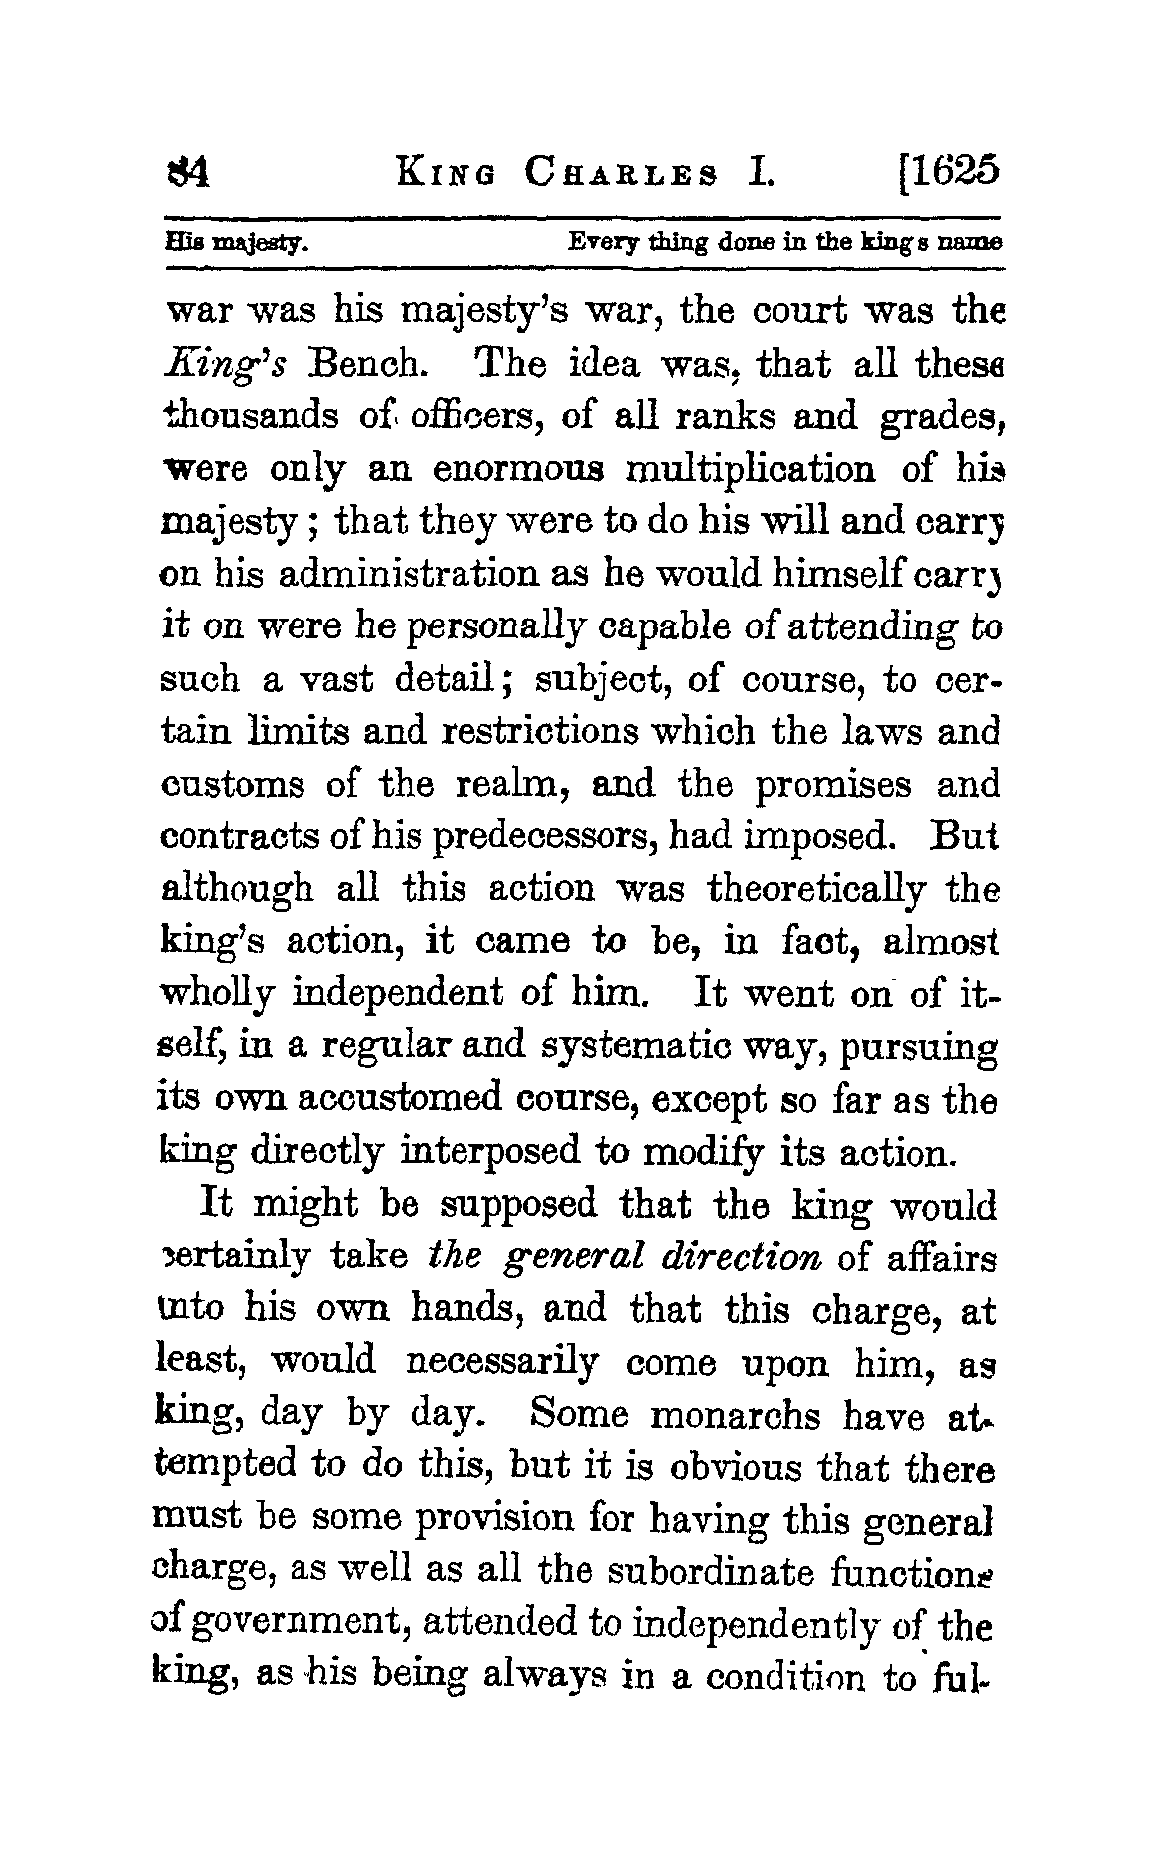 84 King Charles I. [1625
His majesty. Every thing done in the kings name
war was his majesty's war, the court was the
King's Bench. The idea was, that all these
thousands of officers, of all ranks and grades,
were only an enormous multiplication of his
majesty; that they were to do his will and carry
on his administration as he would himself carry
it on were he personally capable of attending to
such a vast detail; subject, of course, to cer-
tain limits and restrictions which the laws and
customs of the realm, and the promises and
contracts of his predecessors, had imposed. But
although all this action was theoretically the
king's action, it came to be, in fact, almost
wholly independent of him. It went on of it-
self, in a regular and systematic way, pursuing
its own accustomed course, except so far as the
king directly interposed to modify its action.
It might be supposed that the king would
certainly take the general direction of affairs
into his own hands, and that this charge, at
least, would necessarily come upon him, as
king, day by day. Some monarchs have at-
tempted to do this, but it is obvious that there
must be some provision for having this general
charge, as well as all the subordinate functions
of government, attended to independently of the
king, as his being always in a condition to ful-